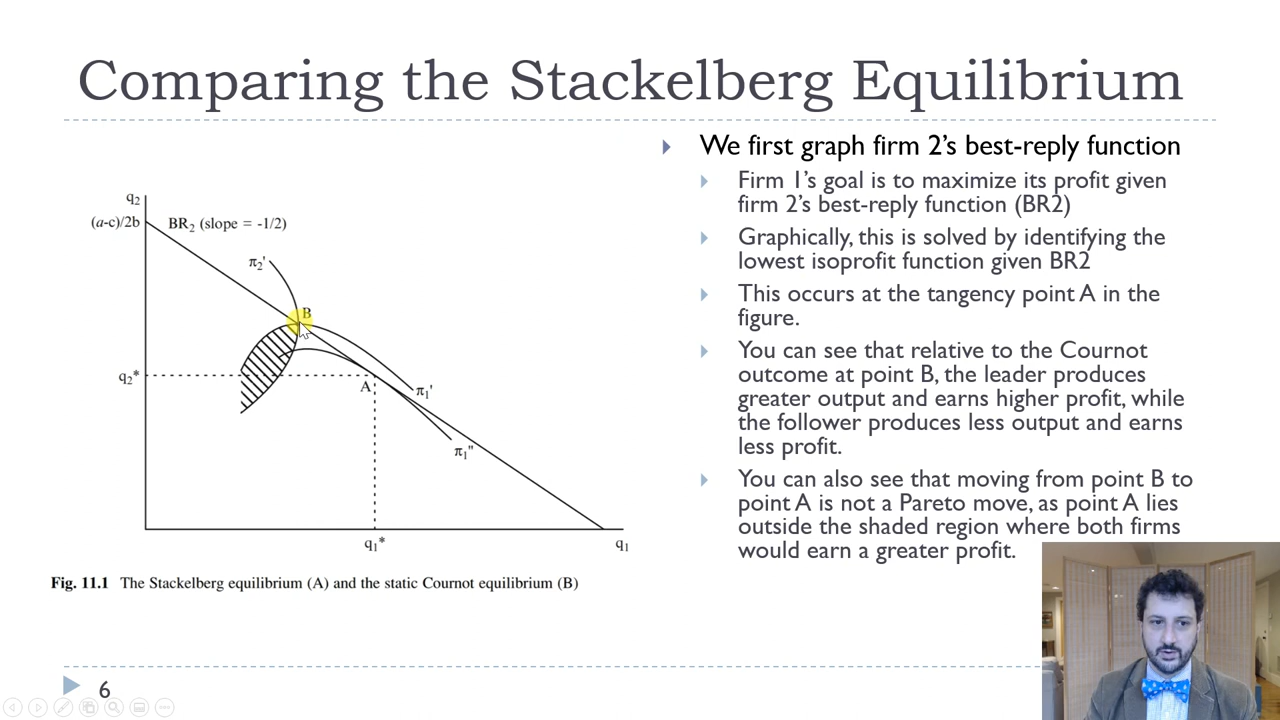 Comparing the Stackelberg Equilibrium
We first graph firm 2’s best-reply function
Firm 1’s goal is to maximize its profit given
firm 2’s best-reply function (BR2)
Graphically, this is solved by identifying the
lowest isoprofit function given BR2
This occurs at the tangency point A in the
figure.
You can see that relative to the Cournot
outcome at point B, the leader produces
greater output and earns higher profit, while
the follower produces less output and earns
less profit.
You can also see that moving from point B to
point A is not a Pareto move, as point A lies
outside the shaded region where both firms
would earn a greater profit.
q₂
(a-c)/2b
BR₂ (slope = -1/2)
π₂'
B
q₂*
A
π₁'
π₁"
q₁*
q₁
Fig. 11.1 The Stackelberg equilibrium (A) and the static Cournot equilibrium (B)
6